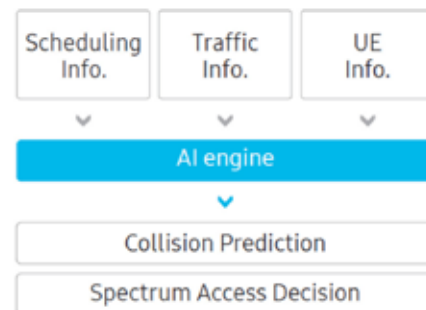 Scheduling
Info.
Traffic
Info.
UE
Info.
AI engine
Collision Prediction
Spectrum Access Decision